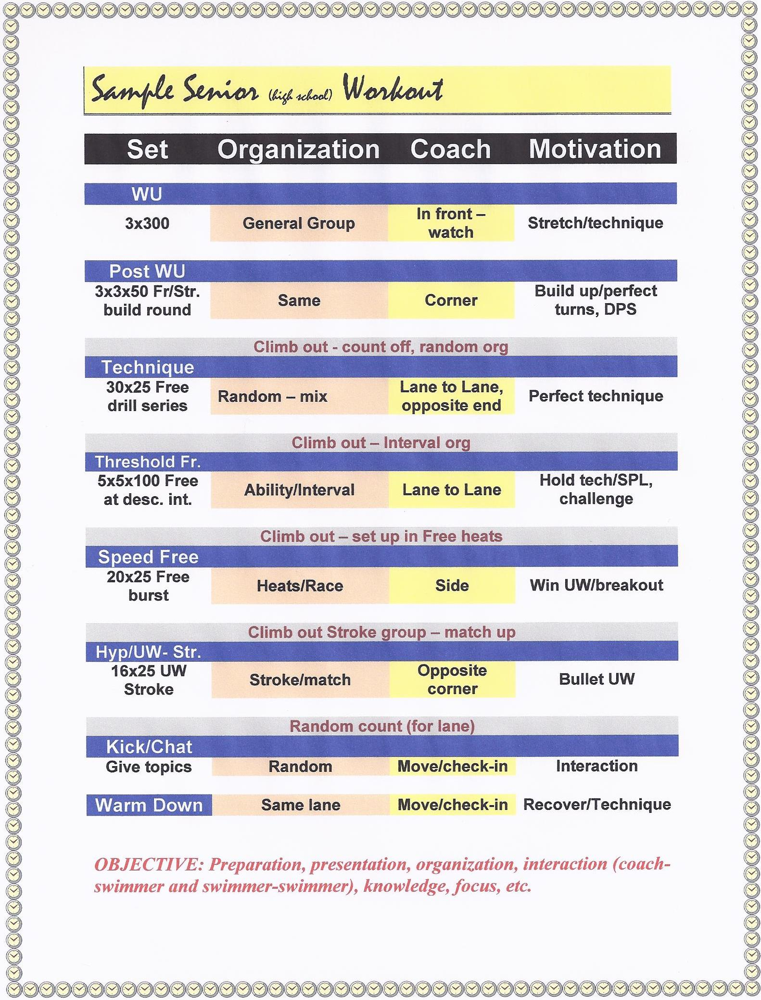 Sample Senior (high school) Workout
Set Organization Coach Motivation
WU
3x300 General Group In front – watch Stretch/technique
Post WU
3x3x50 Fr/Str. build round Same Corner Build up/perfect turns, DPS
Climb out - count off, random org
Technique
30x25 Free drill series Random – mix Lane to Lane, opposite end Perfect technique
Climb out – Interval org
Threshold Fr.
5x5x100 Free at desc. int. Ability/Interval Lane to Lane Hold tech/SPL, challenge
Climb out – set up in Free heats
Speed Free
20x25 Free burst Heats/Race Side Win UW/breakout
Climb out Stroke group – match up
Hyp/UW- Str.
16x25 UW Stroke Stroke/match Opposite corner Bullet UW
Random count (for lane)
Kick/Chat
Give topics Random Move/check-in Interaction
Warm Down Same lane Move/check-in Recover/Technique
OBJECTIVE: Preparation, presentation, organization, interaction (coach-
swimmer and swimmer-swimmer), knowledge, focus, etc.